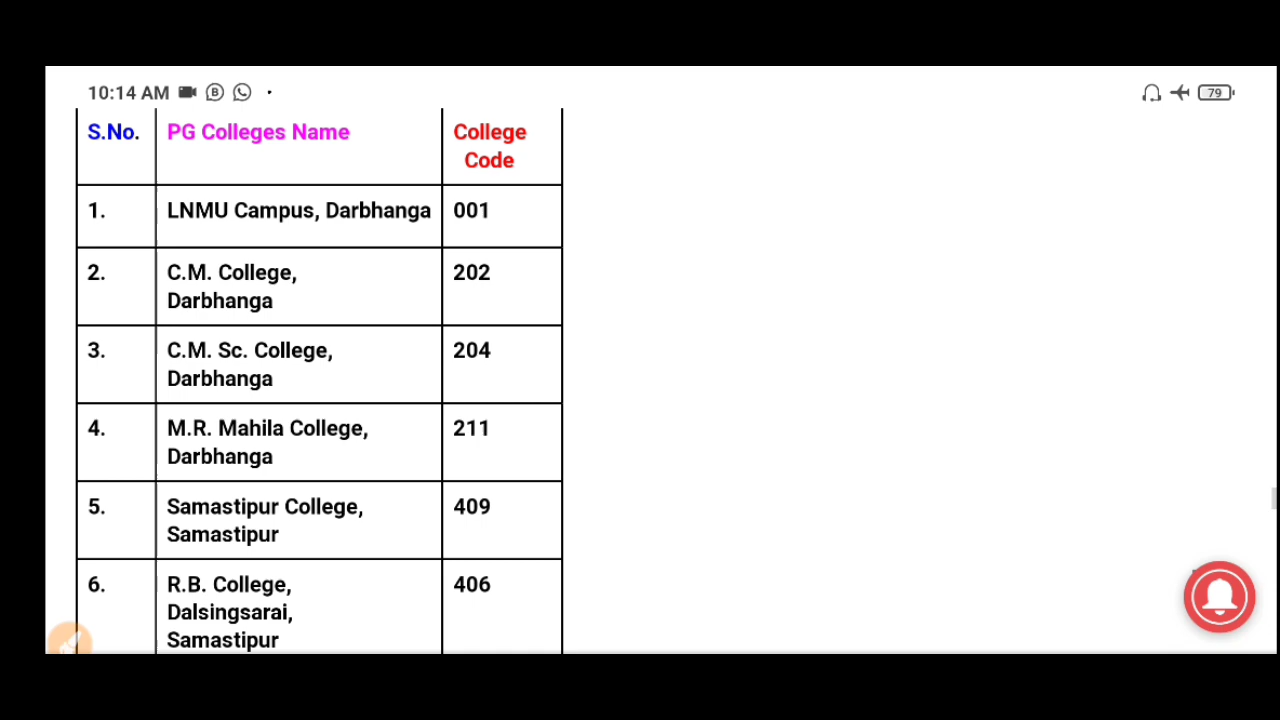 10:14 AM
79
S.No. PG Colleges Name College
Code
1. LNMU Campus, Darbhanga 001
2. C.M. College, 202
Darbhanga
3. C.M. Sc. College, 204
Darbhanga
4. M.R. Mahila College, 211
Darbhanga
5. Samastipur College, 409
Samastipur
6. R.B. College, 406
Dalsingsarai,
Samastipur